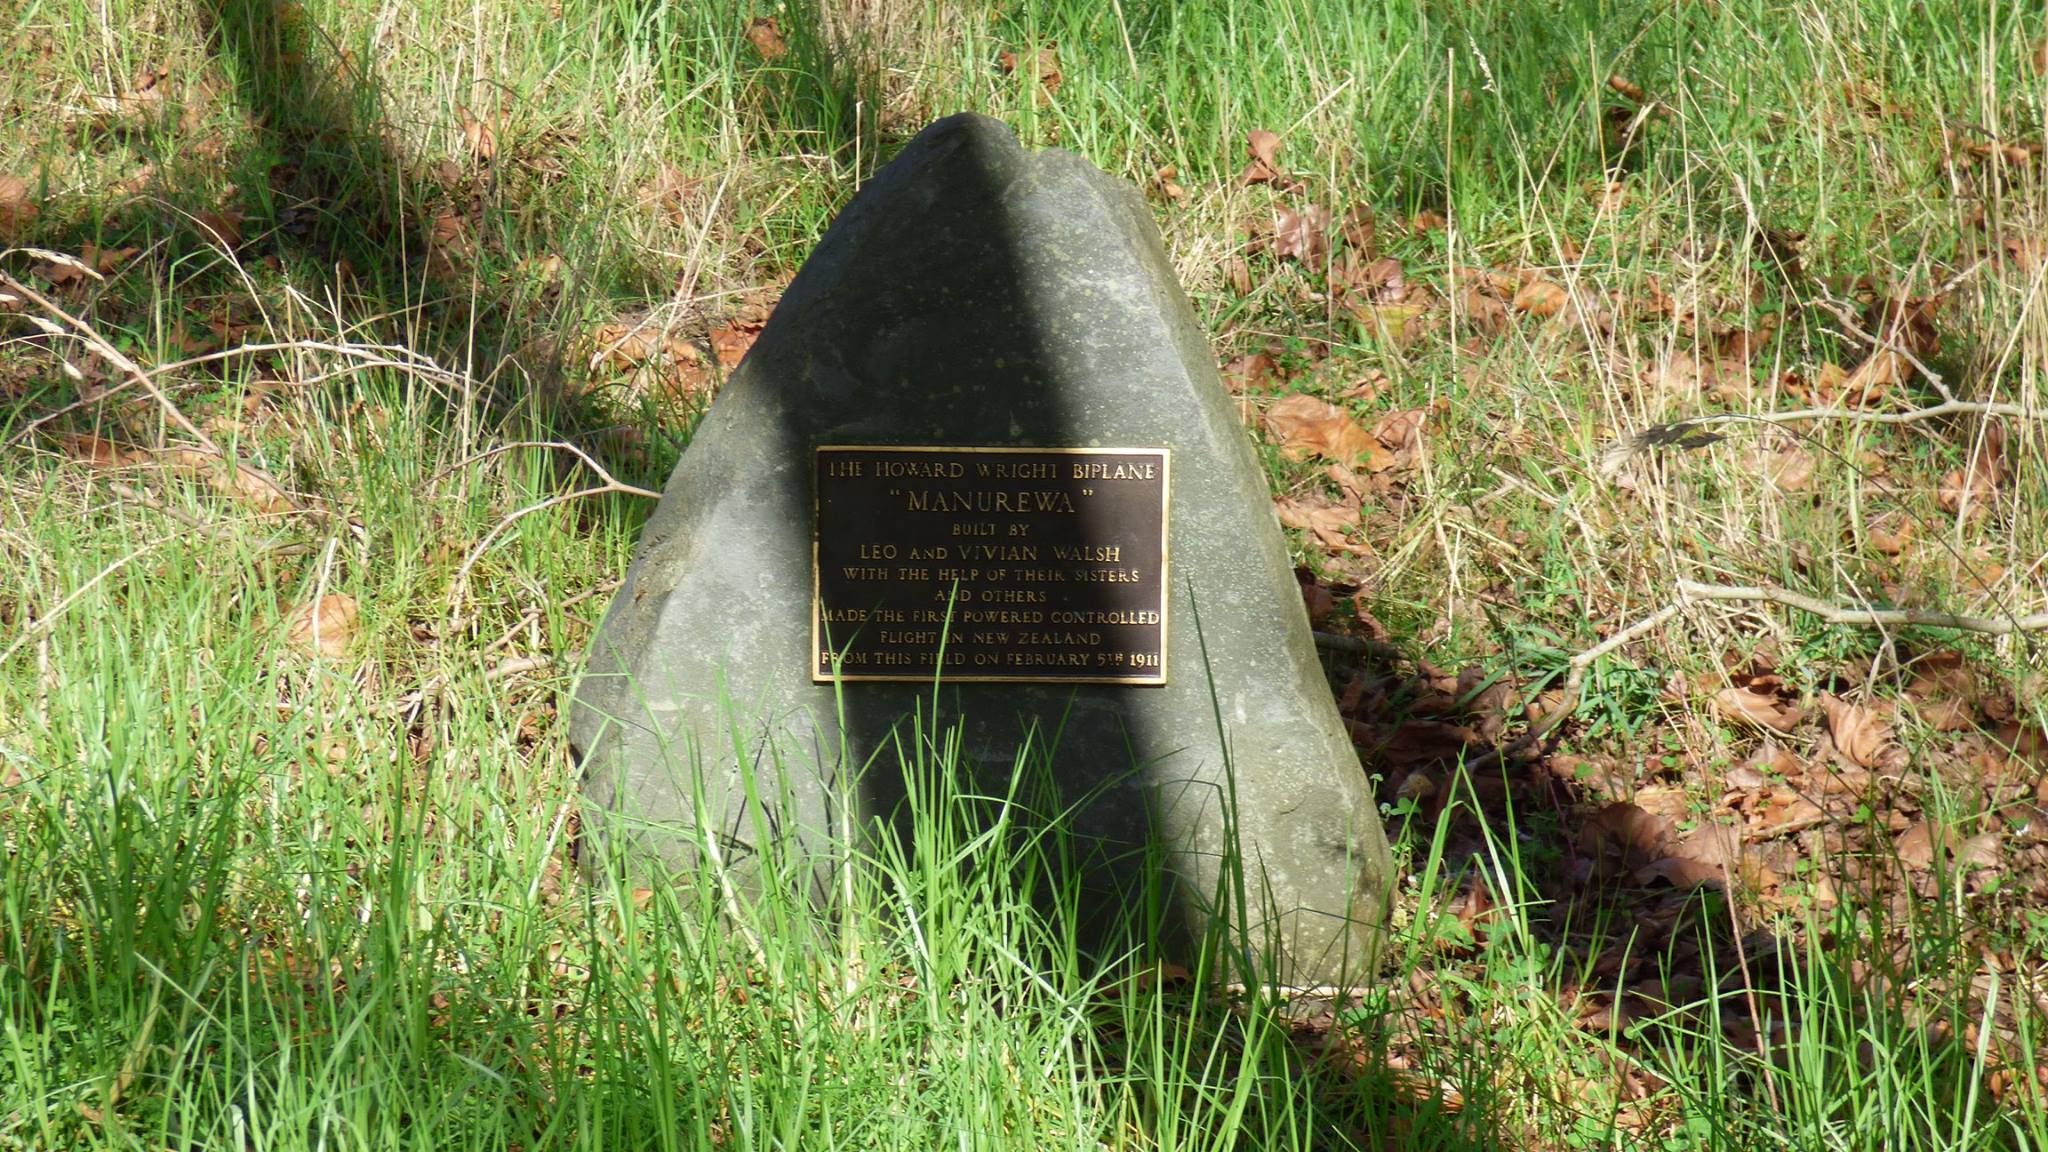 THE HOWARD WRIGHT BIPLANE
"MANUREWA"
BUILT BY
LEO AND VIVIAN WALSH
WITH THE HELP OF THEIR SISTERS
AND OTHERS
MADE THE FIRST POWERED CONTROLLED
FLIGHT IN NEW ZEALAND
FROM THIS FIELD ON FEBRUARY 5TH 1911